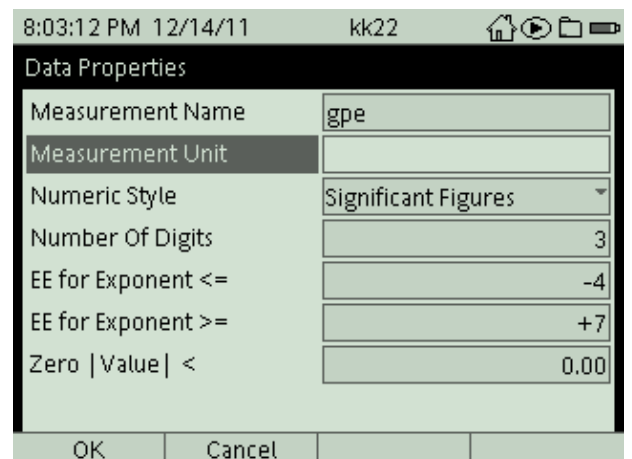 8:03:12 PM 12/14/11 kk22
Data Properties
Measurement Name gpe
Measurement Unit
Numeric Style Significant Figures
Number Of Digits 3
EE for Exponent <= -4
EE for Exponent >= +7
Zero |Value| < 0.00
OK Cancel